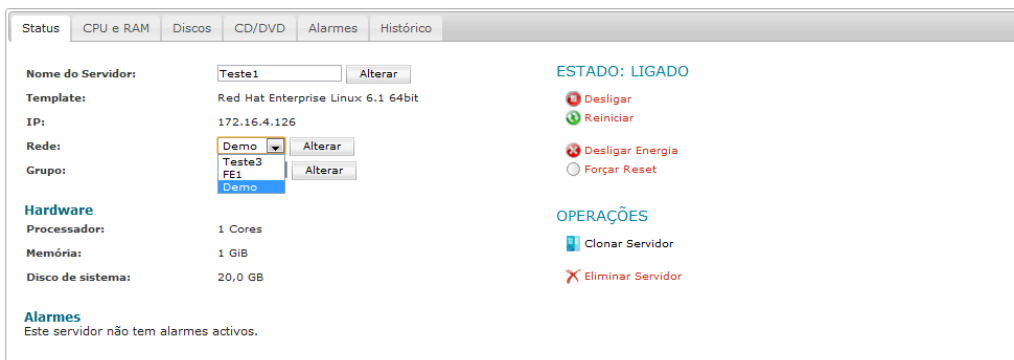 Status CPU e RAM Discos CD/DVD Alarmes Histórico
Nome do Servidor: Teste1 Alterar
Template: Red Hat Enterprise Linux 6.1 64bit
IP: 172.16.4.126
Rede: Demo Alterar
Teste3
FE1
Demo
Grupo: Alterar
Hardware
Processador: 1 Cores
Memória: 1 GiB
Disco de sistema: 20,0 GB
Alarmes
Este servidor não tem alarmes activos.
ESTADO: LIGADO
Desligar
Reiniciar
Desligar Energia
Forçar Reset
OPERAÇÕES
Clonar Servidor
Eliminar Servidor